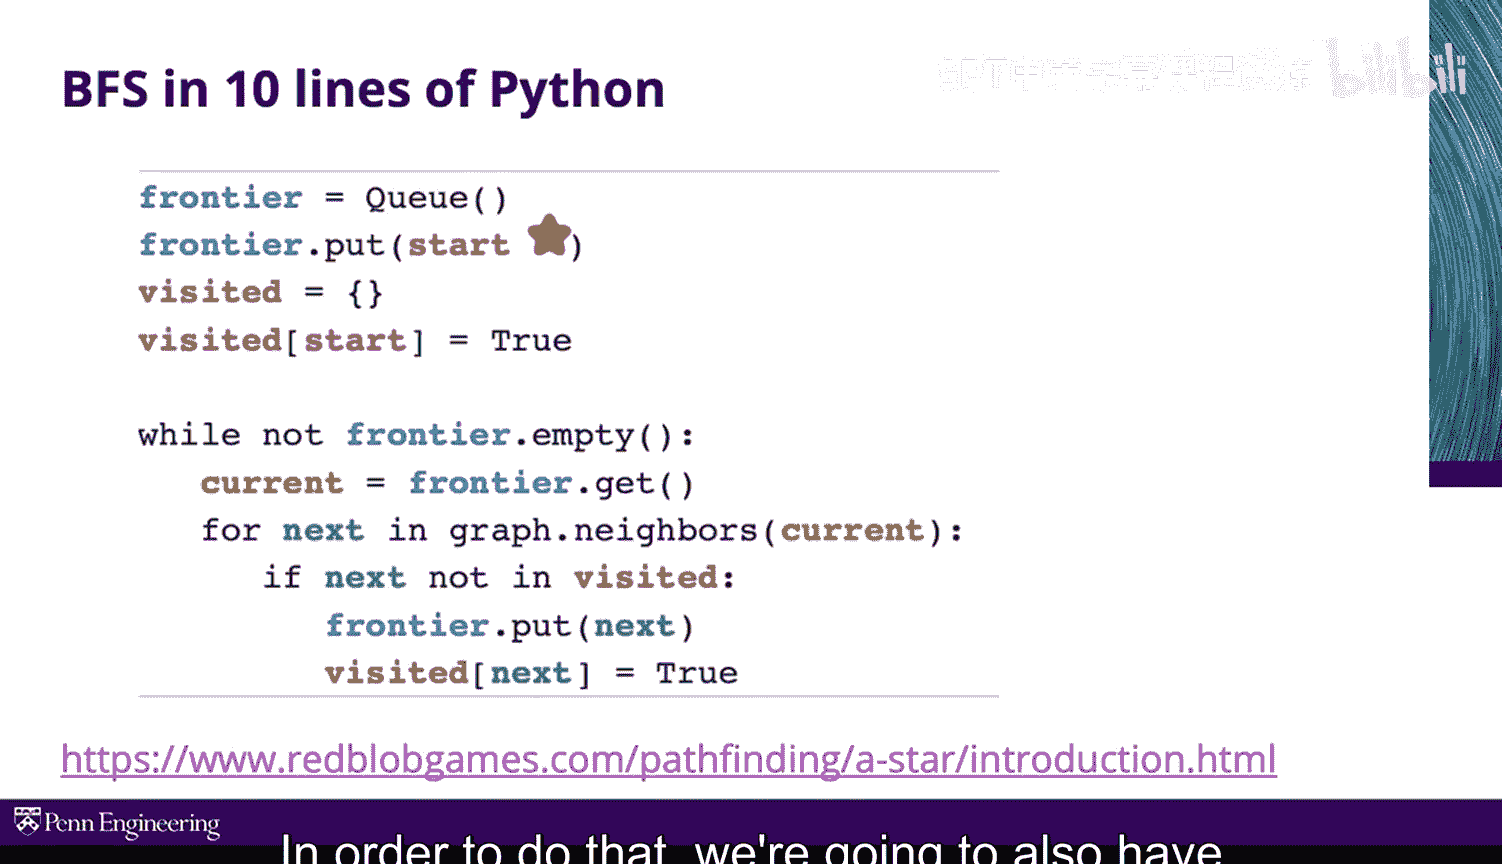 BFS in 10 lines of Python
bilibili
frontier = Queue()
frontier.put(start )
visited = {}
visited[start] = True
while not frontier.empty():
current = frontier.get()
for next in graph.neighbors(current):
if next not in visited:
frontier.put(next)
visited[next] = True
https://www.redblobgames.com/pathfinding/a-star/introduction.html
Penn Engineering
In order to do that, we're going to also have